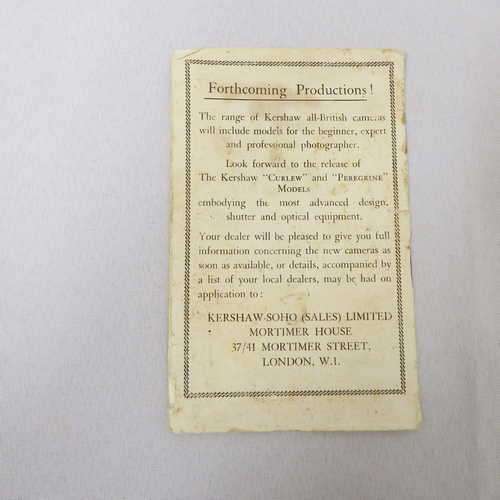 Forthcoming Productions!
The range of Kershaw all-British cameras
will include models for the beginner, expert
and professional photographer.
Look forward to the release of
The Kershaw "CURLEW" and "PEREGRINE"
MODELS
embodying the most advanced design,
shutter and optical equipment.
Your dealer will be pleased to give you full
information concerning the new cameras as
soon as available, or details, accompanied by
a list of your local dealers, may be had on
application to:
KERSHAW-SOHO (SALES) LIMITED
MORTIMER HOUSE
37/41 MORTIMER STREET,
LONDON, W.1.